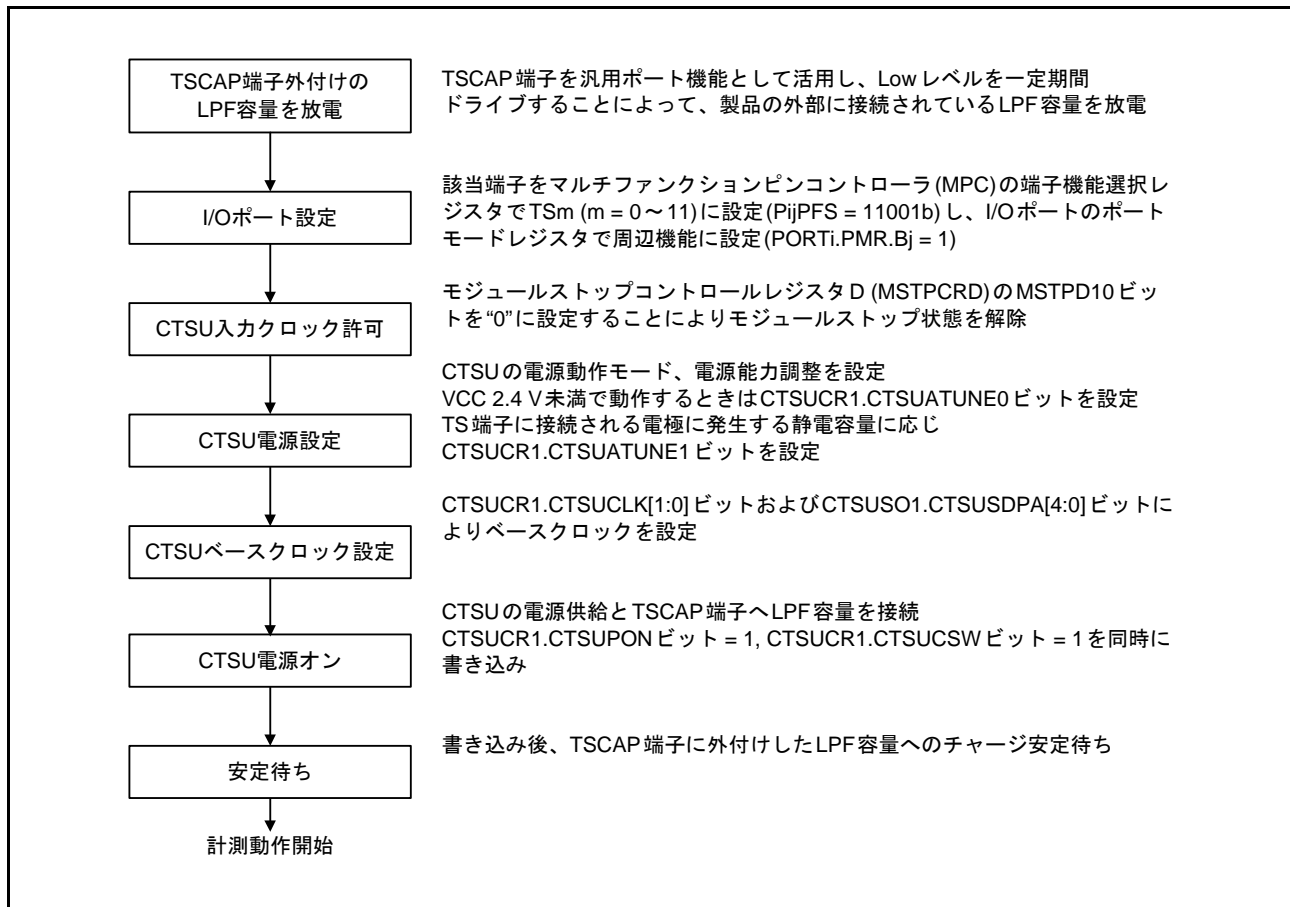 TSCAP端子外付けの
LPF容量を放電
TSCAP端子を汎用ポート機能として活用し、Lowレベルを一定期間
ドライブすることによって、製品の外部に接続されているLPF容量を放電
I/Oポート設定
該当端子をマルチファンクションピンコントローラ(MPC)の端子機能選択レ
ジスタでTSm (m = 0～11)に設定(PijPFS = 11001b)し、I/Oポートのポート
モードレジスタで周辺機能に設定(PORTi.PMR.Bj = 1)
CTSU入力クロック許可
モジュールストップコントロールレジスタD (MSTPCRD)のMSTPD10ビッ
トを“0”に設定することによりモジュールストップ状態を解除
CTSU電源設定
CTSUの電源動作モード、電源能力調整を設定
VCC 2.4 V未満で動作するときはCTSUCR1.CTSUATUNE0ビットを設定
TS端子に接続される電極に発生する静電容量に応じ
CTSUCR1.CTSUATUNE1ビットを設定
CTSUベースクロック設定
CTSUCR1.CTSUCLK[1:0]ビットおよびCTSUSO1.CTSUSDPA[4:0]ビットに
よりベースクロックを設定
CTSU電源オン
CTSUの電源供給とTSCAP端子へLPF容量を接続
CTSUCR1.CTSUPONビット = 1, CTSUCR1.CTSUCSWビット = 1を同時に
書き込み
安定待ち
書き込み後、TSCAP端子に外付けしたLPF容量へのチャージ安定待ち
計測動作開始